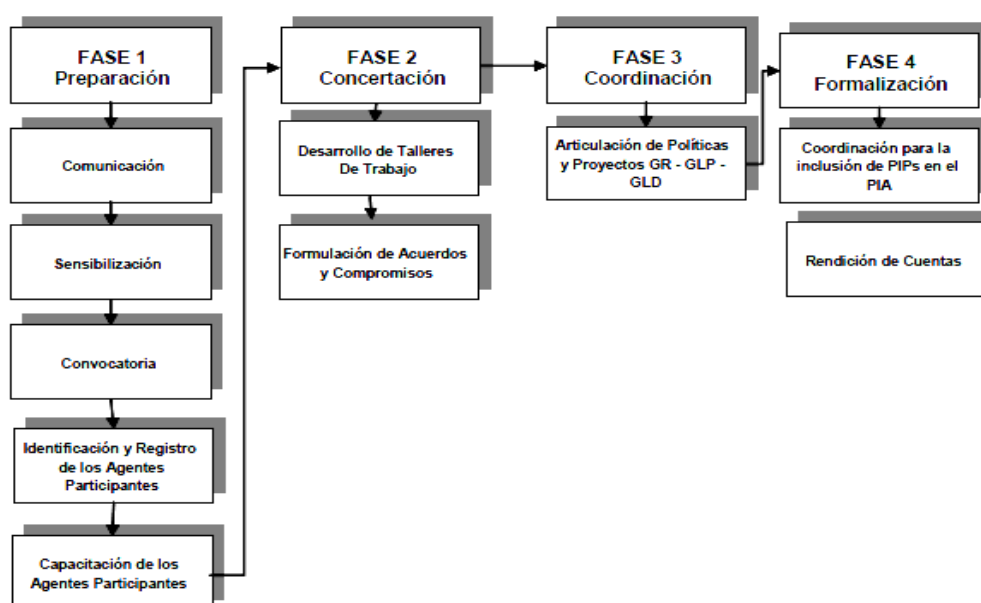 FASE 1
Preparación
Comunicación
Sensibilización
Convocatoria
Identificación y Registro
de los Agentes
Participantes
Capacitación de los
Agentes Participantes
FASE 2
Concertación
Desarrollo de Talleres
De Trabajo
Formulación de Acuerdos
y Compromisos
FASE 3
Coordinación
Articulación de Políticas
y Proyectos GR - GLP -
GLD
FASE 4
Formalización
Coordinación para la
inclusión de PIPs en el
PIA
Rendición de Cuentas